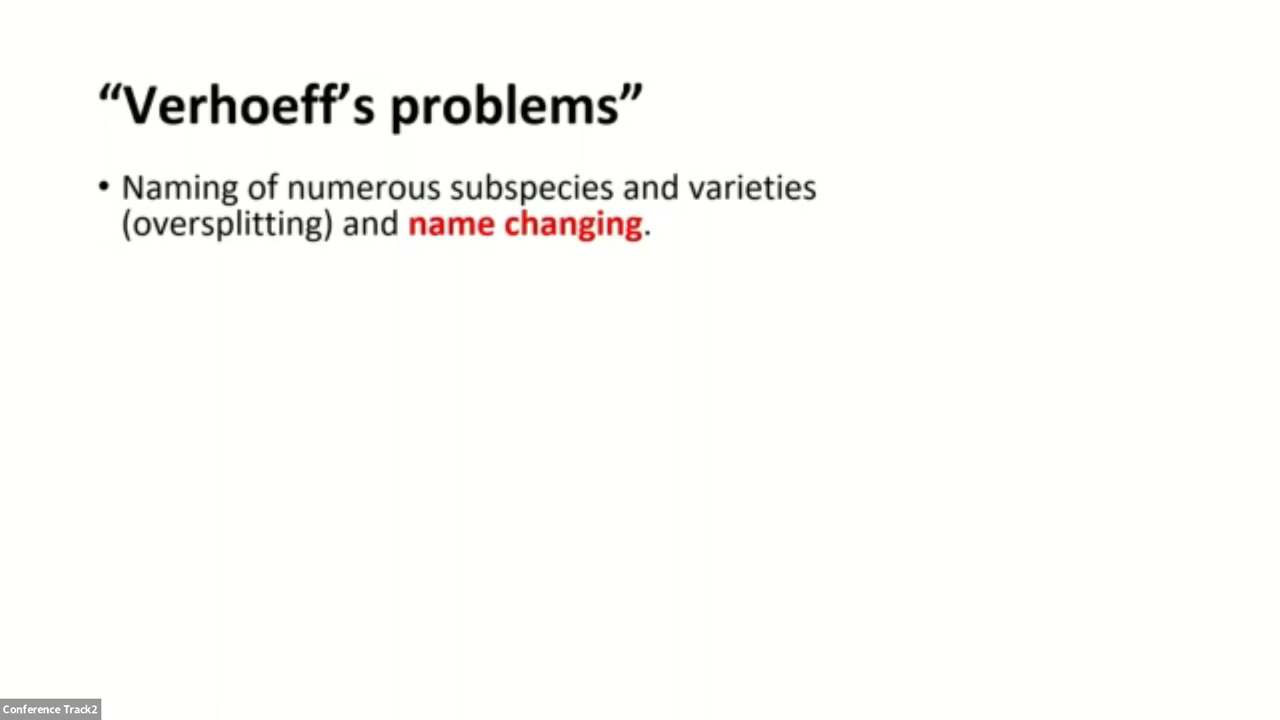 “Verhoeff’s problems”
• Naming of numerous subspecies and varieties
(oversplitting) and name changing.
Conference Track2